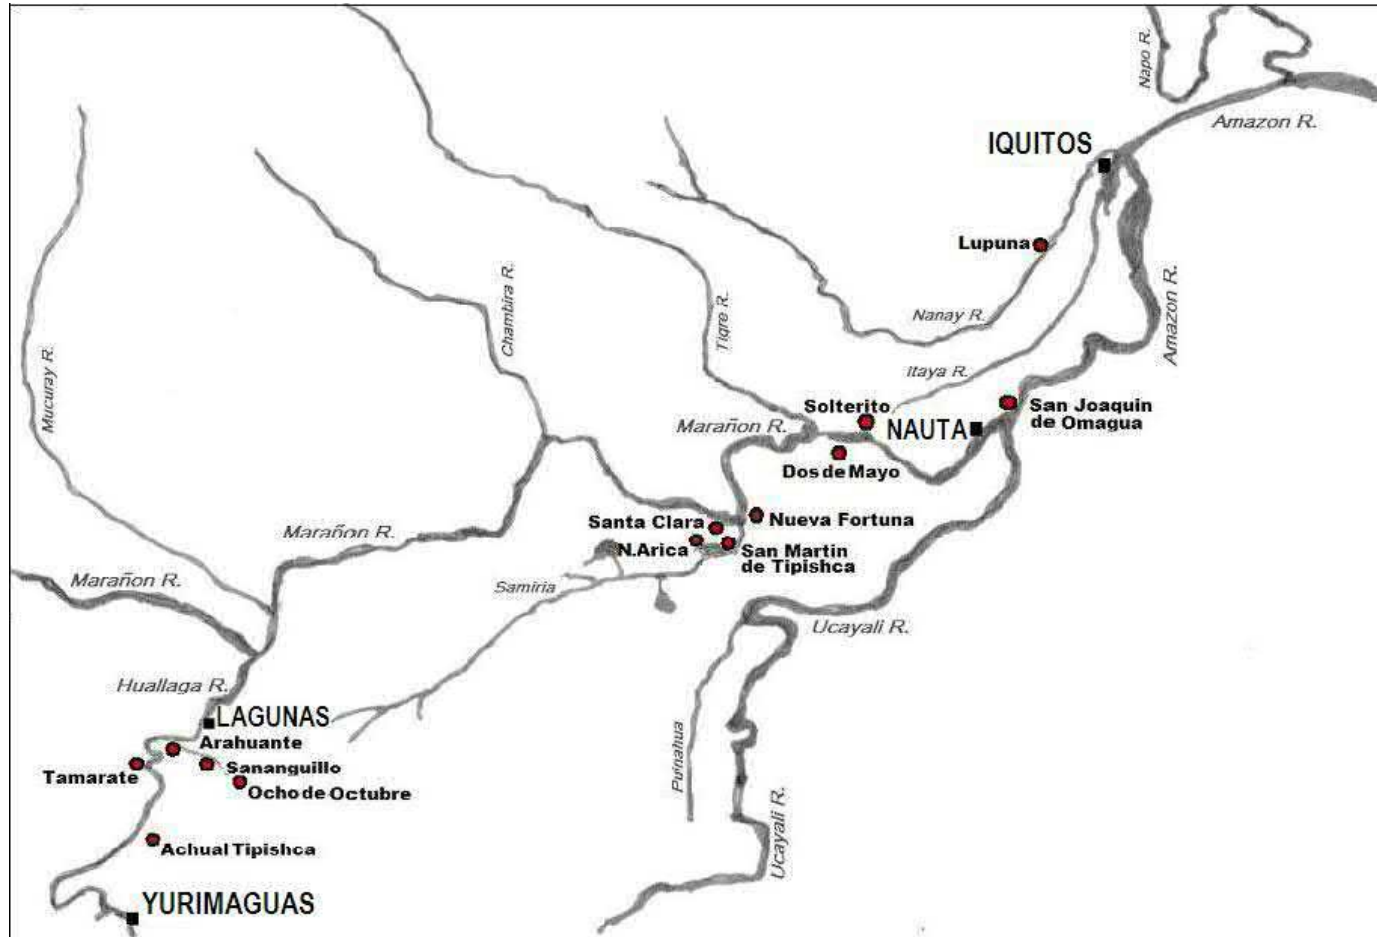 Napo R.
Amazon R.
IQUITOS
Lupuna
Amazon R.
Chambira R.
Tigre R.
Nanay R.
Mucuray R.
Itaya R.
Solterito
San Joaquin
de Omagua
Marañon R.
NAUTA
Dos de Mayo
Santa Clara
Nueva Fortuna
Marañon R.
N.Arica
San Martin
de Tipishca
Marañon R.
Samiria
Ucayali R.
Huallaga R.
LAGUNAS
Arahuante
Puinahua
Tamarate
Sananguillo
Ocho de Octubre
Ucayali R.
Achual Tipishca
YURIMAGUAS